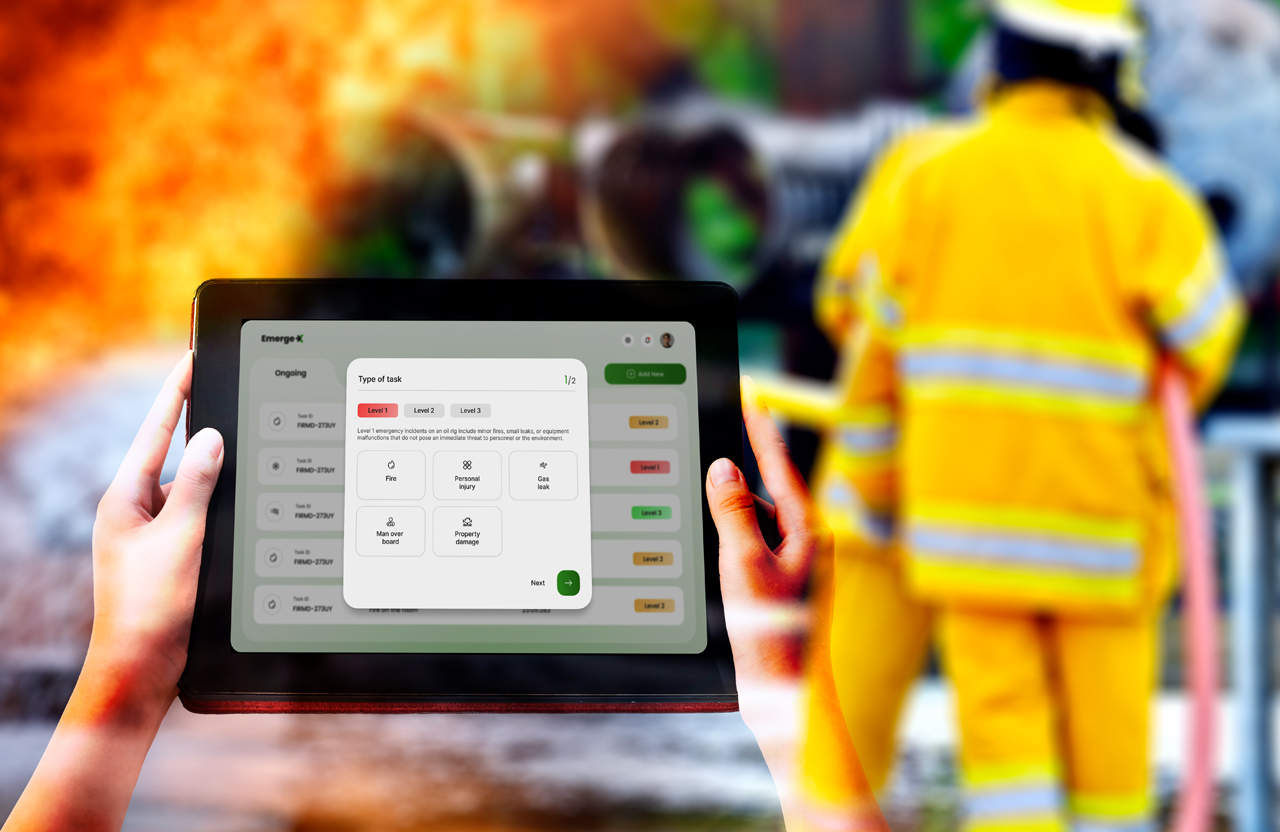 Emerge-X
Ongoing
Add New
Type of task
1/2
Level 1
Level 2
Level 3
Level 1 emergency incidents on an oil rig include minor fires, small leaks, or equipment
malfunctions that do not pose an immediate threat to personnel or the environment.
Fire
Personal
injury
Gas
leak
Man over
board
Property
damage
Next
Task ID
FIRMD-273UY
Level 2
Task ID
FIRMD-273UY
Level 1
Task ID
FIRMD-273UY
Level 3
Task ID
FIRMD-273UY
Level 2
Task ID
FIRMD-273UY
Fire on the room
Level 2